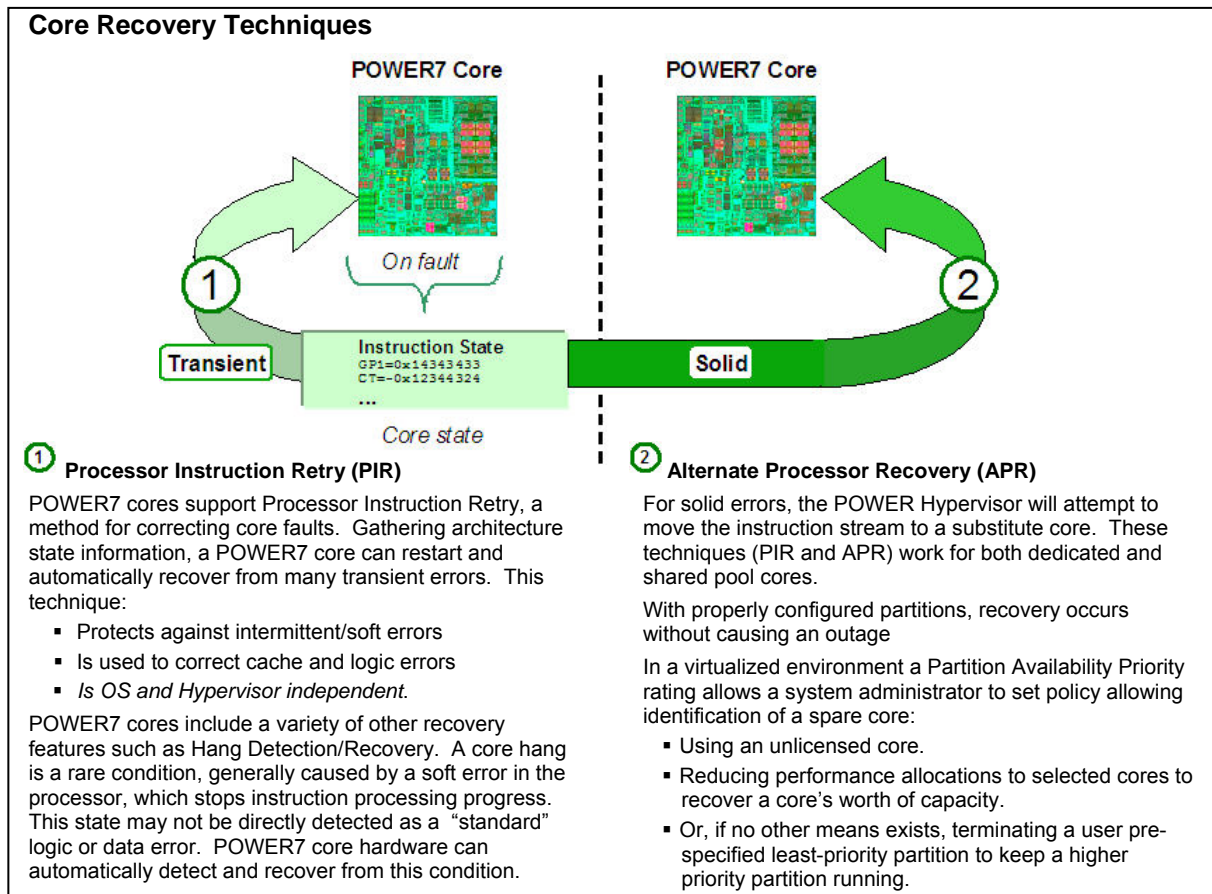 Core Recovery Techniques
POWER7 Core
POWER7 Core
On fault
1
2
Transient
Instruction State
GP1=0x14343433
CT=-0x12344324
...
Solid
Core state
1 Processor Instruction Retry (PIR)
POWER7 cores support Processor Instruction Retry, a
method for correcting core faults. Gathering architecture
state information, a POWER7 core can restart and
automatically recover from many transient errors. This
technique:
▪ Protects against intermittent/soft errors
▪ Is used to correct cache and logic errors
▪ Is OS and Hypervisor independent.
POWER7 cores include a variety of other recovery
features such as Hang Detection/Recovery. A core hang
is a rare condition, generally caused by a soft error in the
processor, which stops instruction processing progress.
This state may not be directly detected as a “standard”
logic or data error. POWER7 core hardware can
automatically detect and recover from this condition.
2 Alternate Processor Recovery (APR)
For solid errors, the POWER Hypervisor will attempt to
move the instruction stream to a substitute core. These
techniques (PIR and APR) work for both dedicated and
shared pool cores.
With properly configured partitions, recovery occurs
without causing an outage
In a virtualized environment a Partition Availability Priority
rating allows a system administrator to set policy allowing
identification of a spare core:
▪ Using an unlicensed core.
▪ Reducing performance allocations to selected cores to
recover a core’s worth of capacity.
▪ Or, if no other means exists, terminating a user pre-
specified least-priority partition to keep a higher
priority partition running.